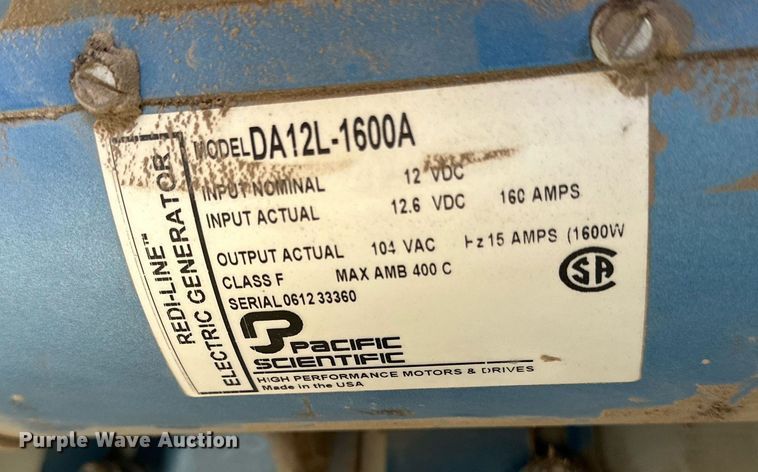 REDI-LINE™
ELECTRIC GENERATOR
MODEL DA12L-1600A
INPUT NOMINAL 12 VDC
INPUT ACTUAL 12.6 VDC 160 AMPS
OUTPUT ACTUAL 104 VAC Hz 15 AMPS (1600W
CLASS F MAX AMB 400 C
SERIAL 0612 33360
CSA
PACIFIC
SCIENTIFIC
HIGH PERFORMANCE MOTORS & DRIVES
Made in the USA
Purple Wave Auction